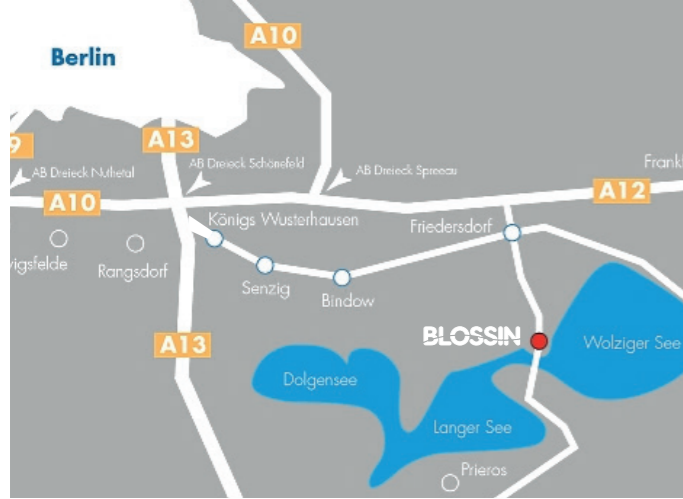 A10
Berlin
A13
9
AB Dreieck Nuthetal
AB Dreieck Schönefeld
AB Dreieck Spreeau
Frankf
A10
A12
Königs Wusterhausen
Friedersdorf
vigsfelde
Rangsdorf
Senzig
Bindow
A13
BLOSSIN
Wolziger See
Dolgensee
Langer See
Prieros